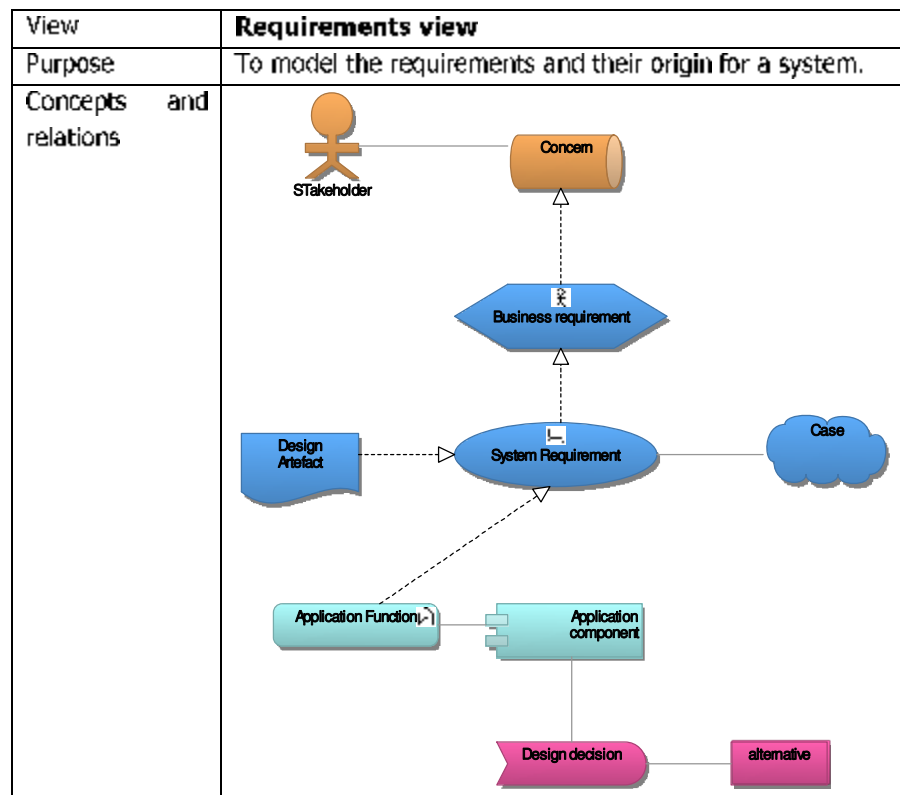 View
Requirements view
Purpose
To model the requirements and their origin for a system.
Concepts and
relations
STakeholder
Concern
Business requirement
Design
Artefact
System Requirement
Case
Application Function
Application
component
Design decision
alternative